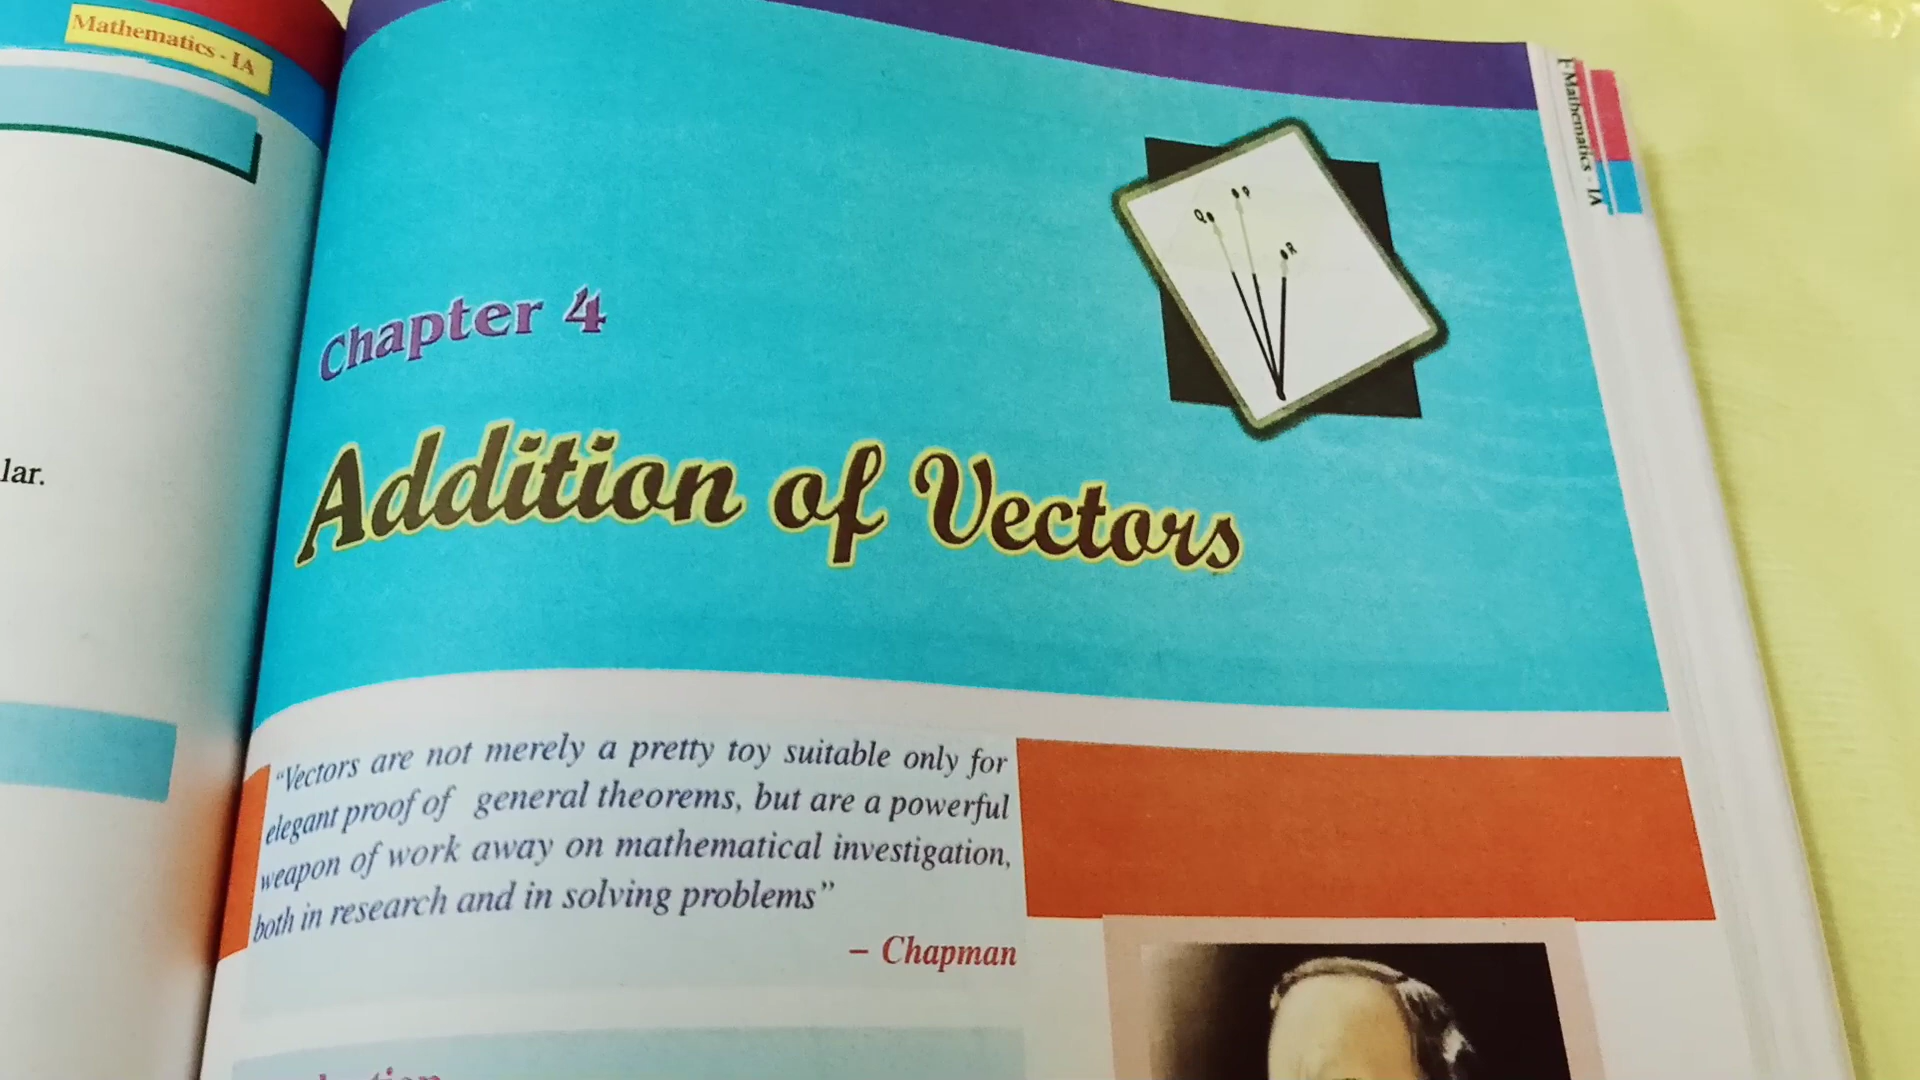 Mathematics - IA
lar.
Mathematics - IA
P
Q
R
Chapter 4
Addition of Vectors
“Vectors are not merely a pretty toy suitable only for
elegant proof of general theorems, but are a powerful
weapon of work away on mathematical investigation,
both in research and in solving problems”
– Chapman